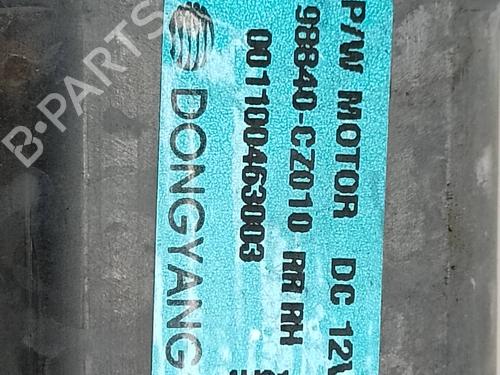 P/W MOTOR DC 12V
98840-CZ010 RR RH
001100463003
DONGYANG
B-PARTS